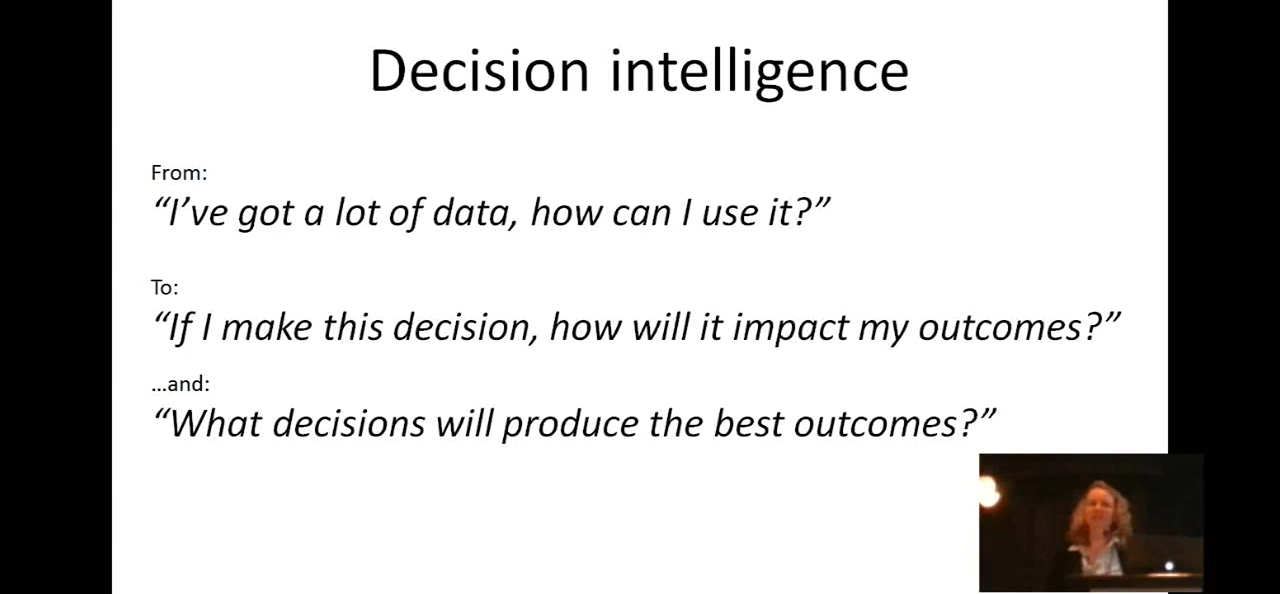 Decision intelligence
From:
“I’ve got a lot of data, how can I use it?”
To:
“If I make this decision, how will it impact my outcomes?”
…and:
“What decisions will produce the best outcomes?”